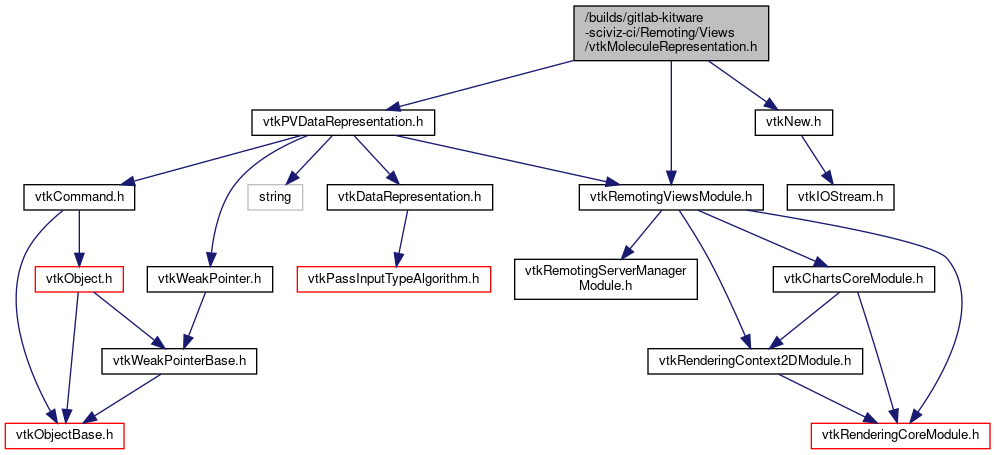 /builds/gitlab-kitware
-sciviz-ci/Remoting/Views
/vtkMoleculeRepresentation.h
vtkPVDataRepresentation.h
vtkNew.h
vtkCommand.h
string
vtkDataRepresentation.h
vtkRemotingViewsModule.h
vtkIOStream.h
vtkObject.h
vtkWeakPointer.h
vtkPassInputTypeAlgorithm.h
vtkRemotingServerManager
Module.h
vtkChartsCoreModule.h
vtkWeakPointerBase.h
vtkRenderingContext2DModule.h
vtkObjectBase.h
vtkRenderingCoreModule.h